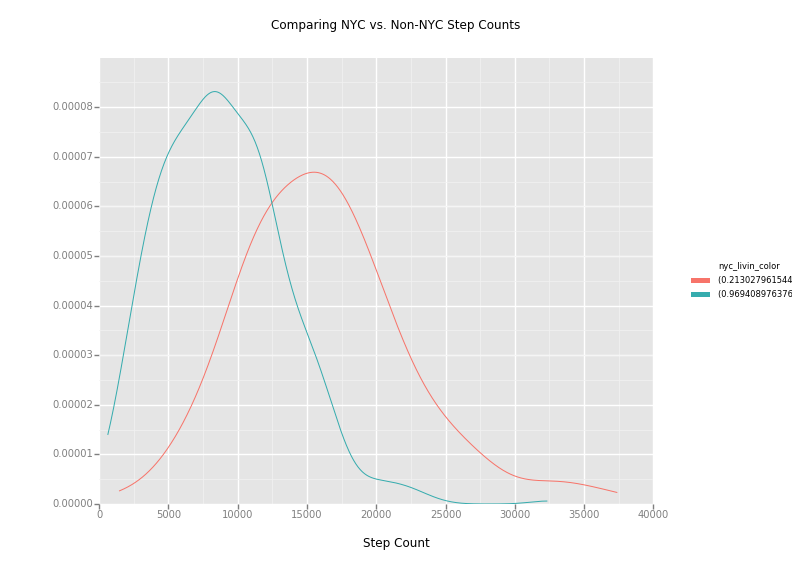 Comparing NYC vs. Non-NYC Step Counts
0.00008
0.00007
0.00006
0.00005
0.00004
0.00003
0.00002
0.00001
0.00000
0 5000 10000 15000 20000 25000 30000 35000 40000
Step Count
nyc_livin_color
(0.213027961544
(0.969408976376